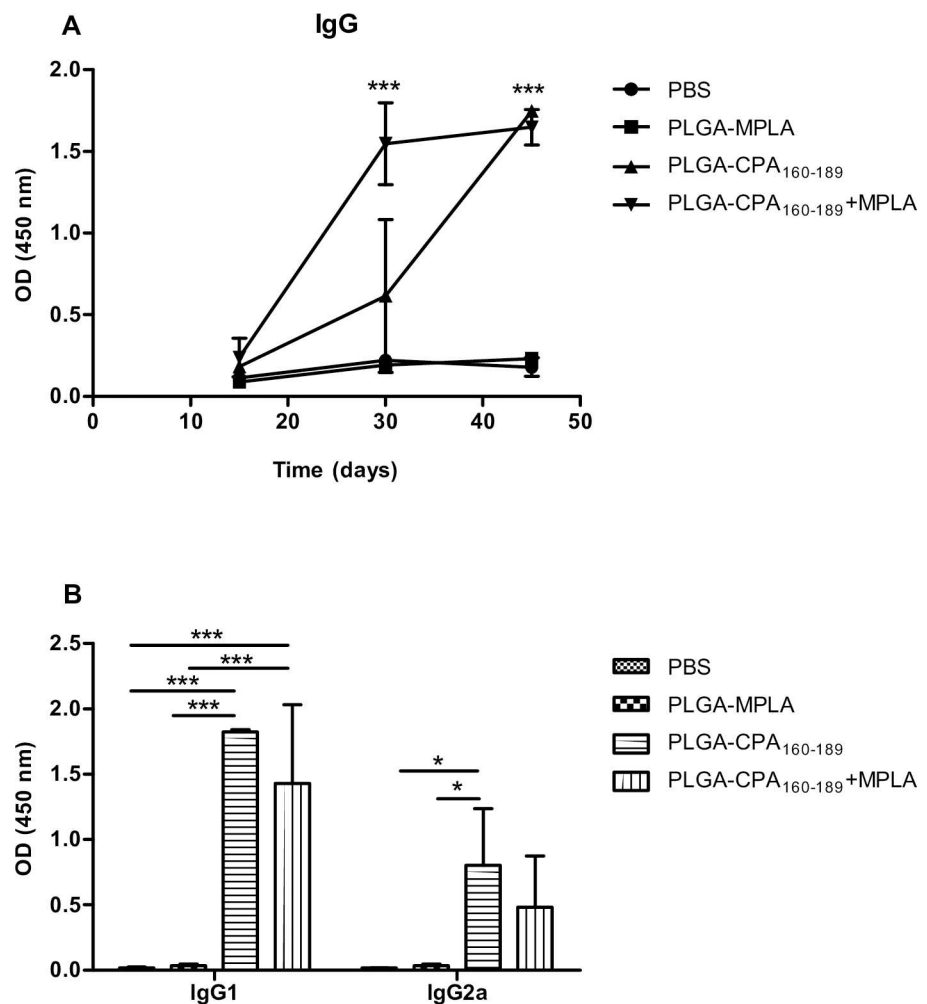 A
IgG
2.0
1.5
1.0
0.5
0.0
OD (450 nm)
0 10 20 30 40 50
Time (days)
***
***
PBS
PLGA-MPLA
PLGA-CPA160-189
PLGA-CPA160-189+MPLA
B
2.5
2.0
1.5
1.0
0.5
0.0
OD (450 nm)
***
***
***
***
*
*
IgG1 IgG2a
PBS
PLGA-MPLA
PLGA-CPA160-189
PLGA-CPA160-189+MPLA